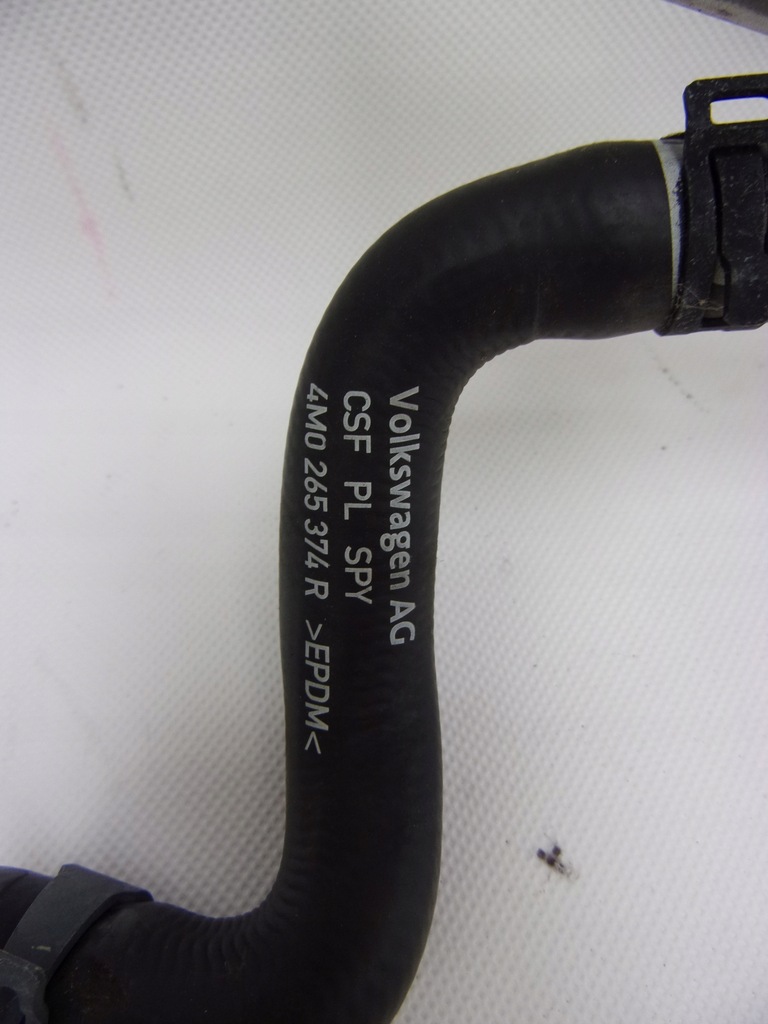 Volkswagen AG
CSF PL SPY
4M0 265 374 R >EPDM<